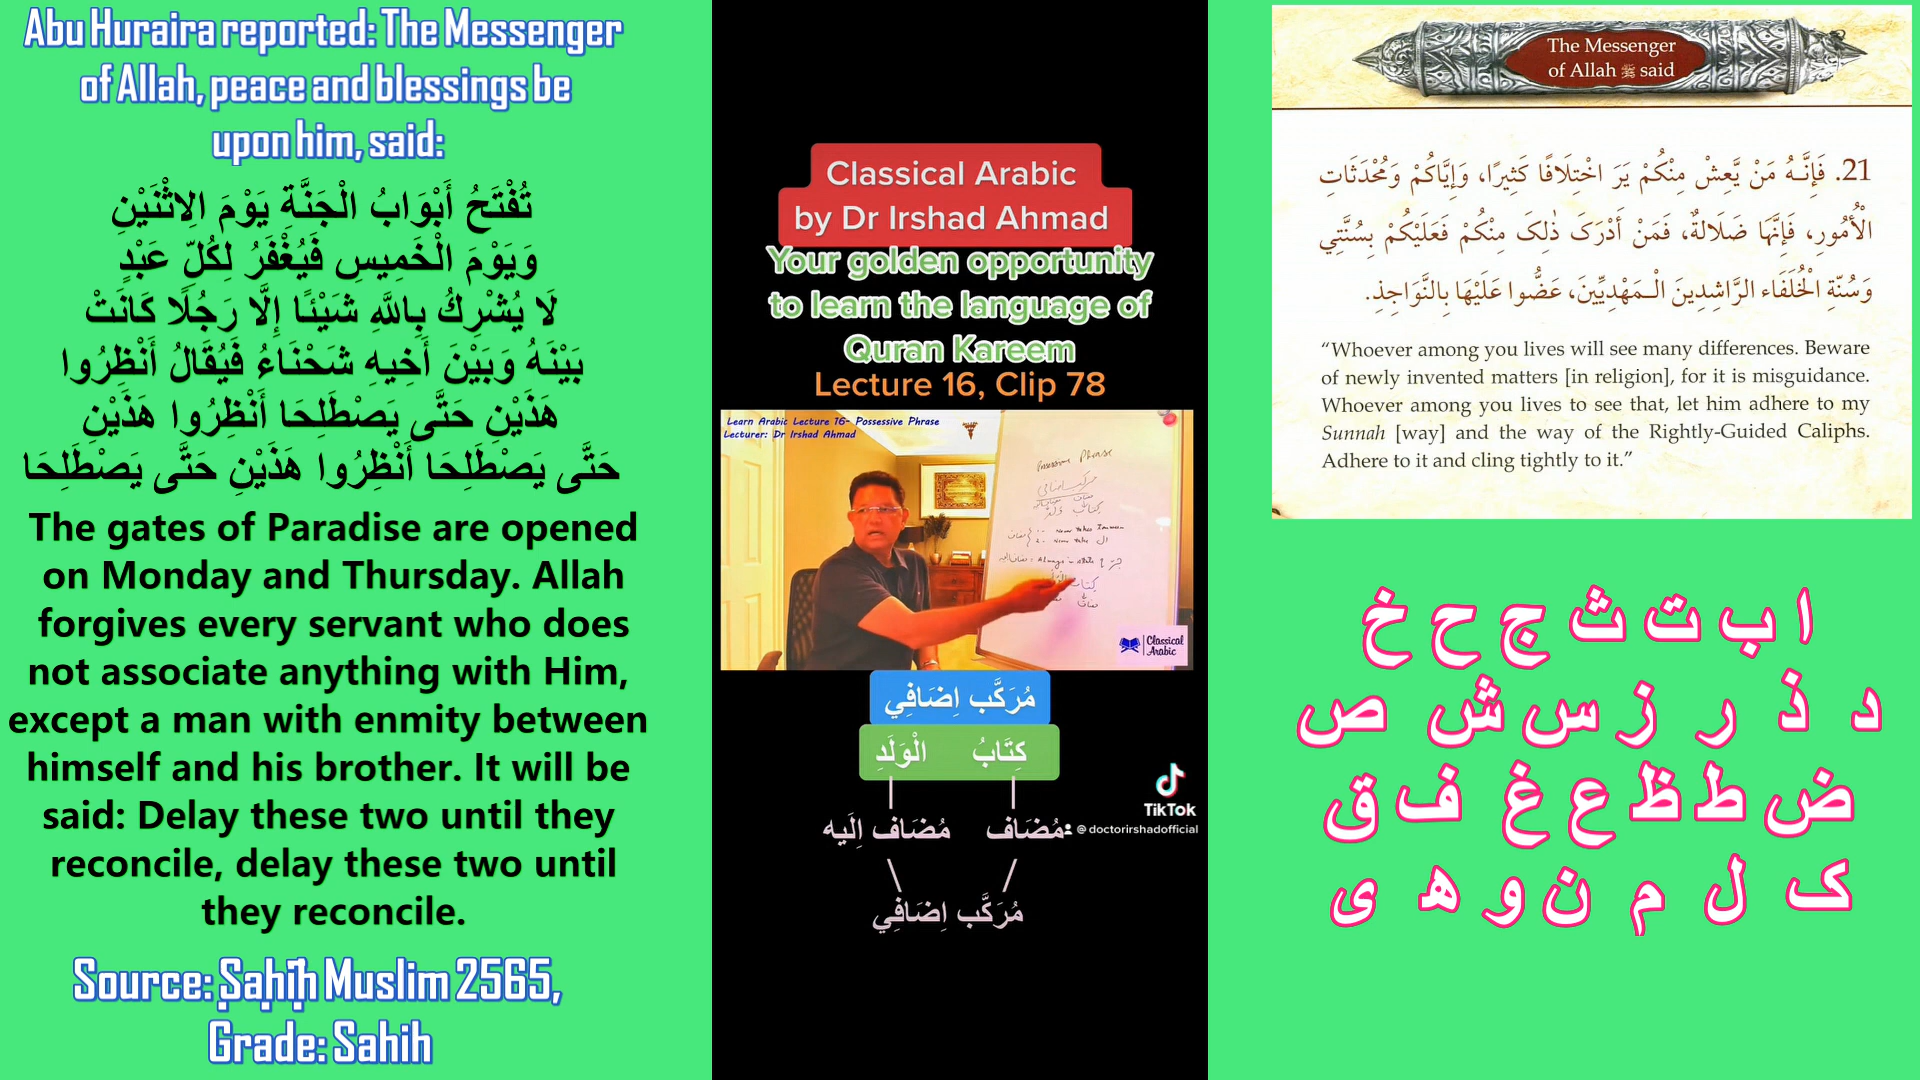 Abu Huraira reported: The Messenger
of Allah, peace and blessings be
upon him, said:
تُفْتَحُ أَبْوَابُ الْجَنَّةِ يَوْمَ الِاثْنَيْنِ
وَيَوْمَ الْخَمِيسِ فَيُغْفَرُ لِكُلِّ عَبْدٍ
لَا يُشْرِكُ بِاللَّهِ شَيْئًا إِلَّا رَجُلًا كَانَتْ
بَيْنَهُ وَبَيْنَ أَخِيهِ شَحْنَاءُ فَيُقَالُ أَنْظِرُوا
هَذَيْنِ حَتَّى يَصْطَلِحَا أَنْظِرُوا هَذَيْنِ
حَتَّى يَصْطَلِحَا أَنْظِرُوا هَذَيْنِ حَتَّى يَصْطَلِحَا
The gates of Paradise are opened
on Monday and Thursday. Allah
forgives every servant who does
not associate anything with Him,
except a man with enmity between
himself and his brother. It will be
said: Delay these two until they
reconcile, delay these two until
they reconcile.
Source: Ṣaḥīḥ Muslim 2565,
Grade: Sahih
Classical Arabic
by Dr Irshad Ahmad
Your golden opportunity
to learn the language of
Quran Kareem
Lecture 16, Clip 78
Learn Arabic Lecture 16- Possessive Phrase
Lecturer: Dr Irshad Ahmad
Possessive Phrase
مركب اضافی
Classical
Arabic
مُرَكَّب اِضَافِي
كِتَابُ الْوَلَدِ
مُضَاف مُضَاف اِلَيه
مُرَكَّب اِضَافِي
TikTok
@doctorirshadofficial
The Messenger
of Allah ﷺ said
21. فَإِنَّـهُ مَنْ يَّعِشْ مِنْكُمْ يَرَ اخْتِلَافًا كَثِيرًا، وَإِيَّاكُمْ وَمُحْدَثَاتِ
الْأُمُورِ، فَإِنَّهَا ضَلَالةٌ، فَمَنْ أَدْرَكَ ذٰلِكَ مِنْكُمْ فَعَلَيْكُمْ بِسُنَّتِي
وَسُنَّةِ الْخُلَفَاء الرَّاشِدِينَ الْـمَهْدِيِّينَ، عَضُّوا عَلَيْهَا بِالنَّوَاجِذِ.
“Whoever among you lives will see many differences. Beware
of newly invented matters [in religion], for it is misguidance.
Whoever among you lives to see that, let him adhere to my
Sunnah [way] and the way of the Rightly-Guided Caliphs.
Adhere to it and cling tightly to it.”
ا ب ت ث ج ح خ
د ذ ر ز س ش ص
ض ط ظ ع غ ف ق
ک ل م ن و ھ ی